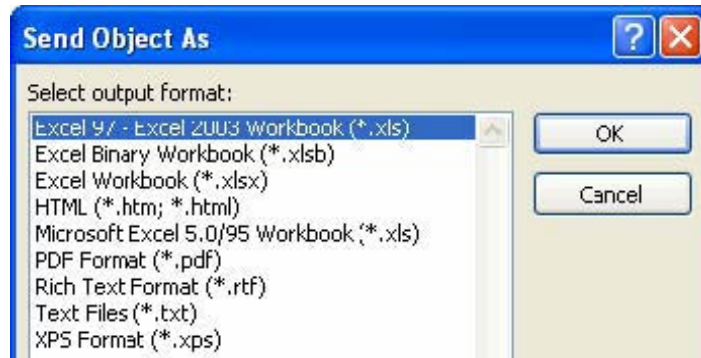 Send Object As
Select output format:
Excel 97 - Excel 2003 Workbook (*.xls)
OK
Excel Binary Workbook (*.xlsb)
Excel Workbook (*.xlsx)
Cancel
HTML (*.htm; *.html)
Microsoft Excel 5.0/95 Workbook (*.xls)
PDF Format (*.pdf)
Rich Text Format (*.rtf)
Text Files (*.txt)
XPS Format (*.xps)